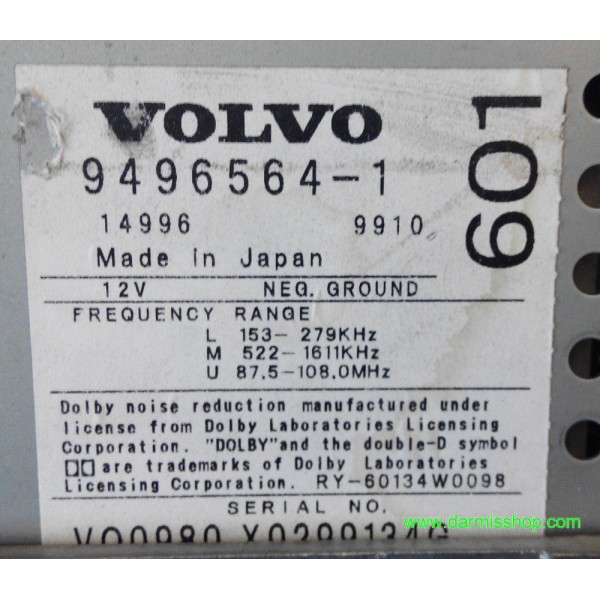 VOLVO
9496564-1
14996 9910
Made in Japan
12V NEG. GROUND
FREQUENCY RANGE
L 153- 279KHz
M 522- 1611KHz
U 87.5-108.0MHz
Dolby noise reduction manufactured under
license from Dolby Laboratories Licensing
Corporation. "DOLBY"and the double-D symbol
are trademarks of Dolby Laboratories
Licensing Corporation. RY-60134W0098
SERIAL NO.
601
www.darmisshop.com